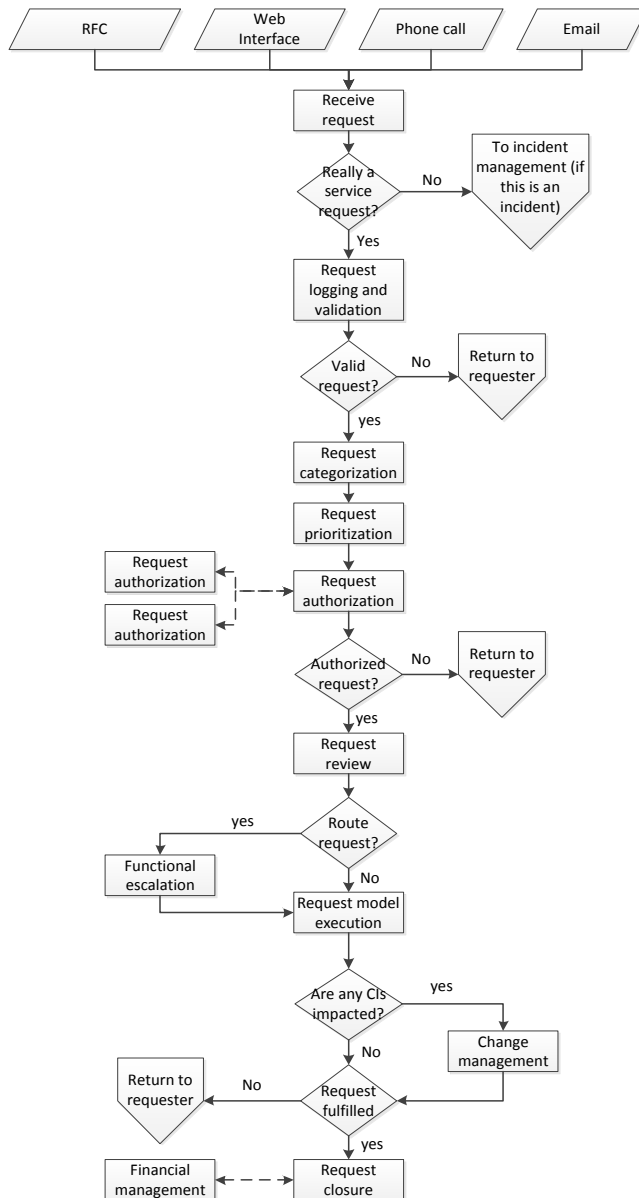 RFC
Web
Interface
Phone call
Email
Receive
request
Really a
service
request?
No
To incident
management (if
this is an
incident)
Yes
Request
logging and
validation
Valid
request?
No
Return to
requester
yes
Request
categorization
Request
prioritization
Request
authorization
Request
authorization
Request
authorization
Authorized
request?
No
Return to
requester
yes
Request
review
Route
request?
yes
Functional
escalation
No
Request model
execution
Are any CIs
impacted?
yes
Change
management
No
Request
fulfilled
No
Return to
requester
yes
Financial
management
Request
closure